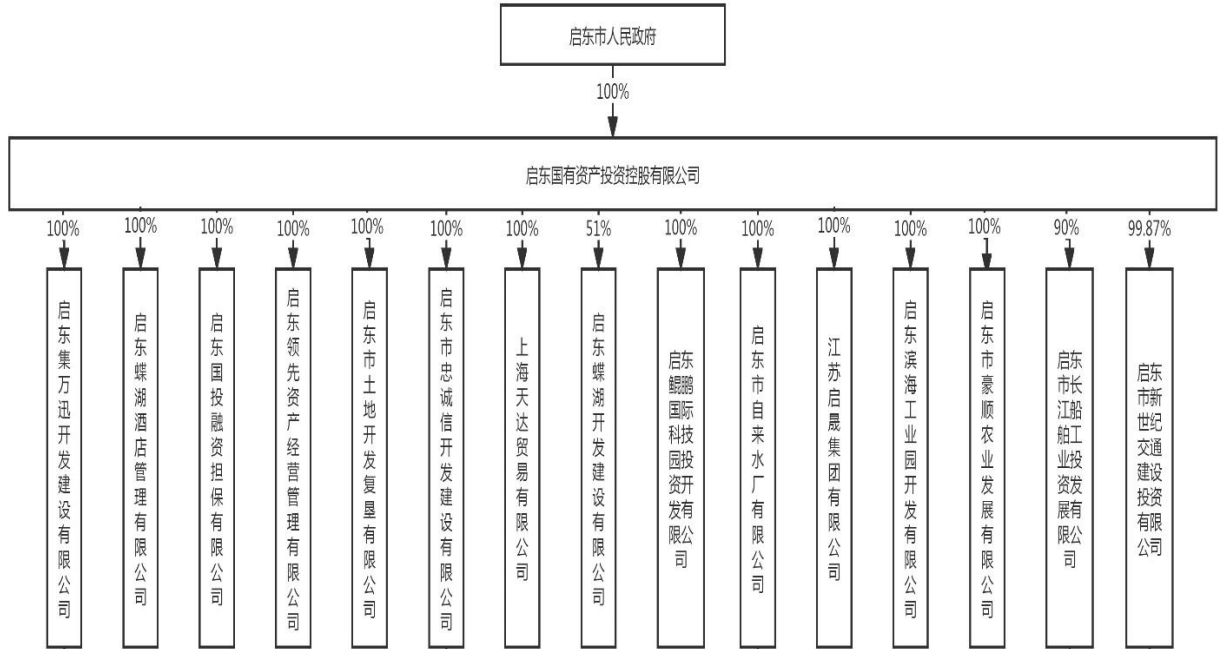 启东市人民政府
100%
启东国有资产投资控股有限公司
100%
100%
100%
100%
100%
100%
100%
51%
100%
100%
100%
100%
100%
90%
99.87%
启东集万迅开发建设有限公司
启东蝶湖酒店管理有限公司
启东国投融资担保有限公司
启东领先资产经营管理有限公司
启东市土地开发复垦有限公司
启东市忠诚信开发建设有限公司
上海天达贸易有限公司
启东蝶湖开发建设有限公司
启东鲲鹏国际科技园投资开发有限公司
启东市自来水厂有限公司
江苏启晟集团有限公司
启东滨海工业园开发有限公司
启东市豪顺农业发展有限公司
启东市长江船舶工业投资发展有限公司
启东市新世纪交通建设投资有限公司